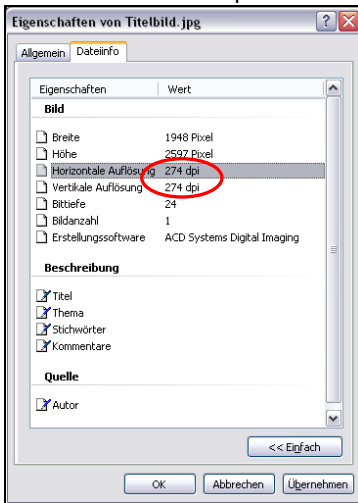 Eigenschaften von Titelbild.jpg
Allgemein Dateiinfo
Eigenschaften Wert
Bild
Breite 1948 Pixel
Höhe 2597 Pixel
Horizontale Auflösung 274 dpi
Vertikale Auflösung 274 dpi
Bittiefe 24
Bildanzahl 1
Erstellungssoftware ACD Systems Digital Imaging
Beschreibung
Titel
Thema
Stichwörter
Kommentare
Quelle
Autor
<< Einfach
OK Abbrechen Übernehmen